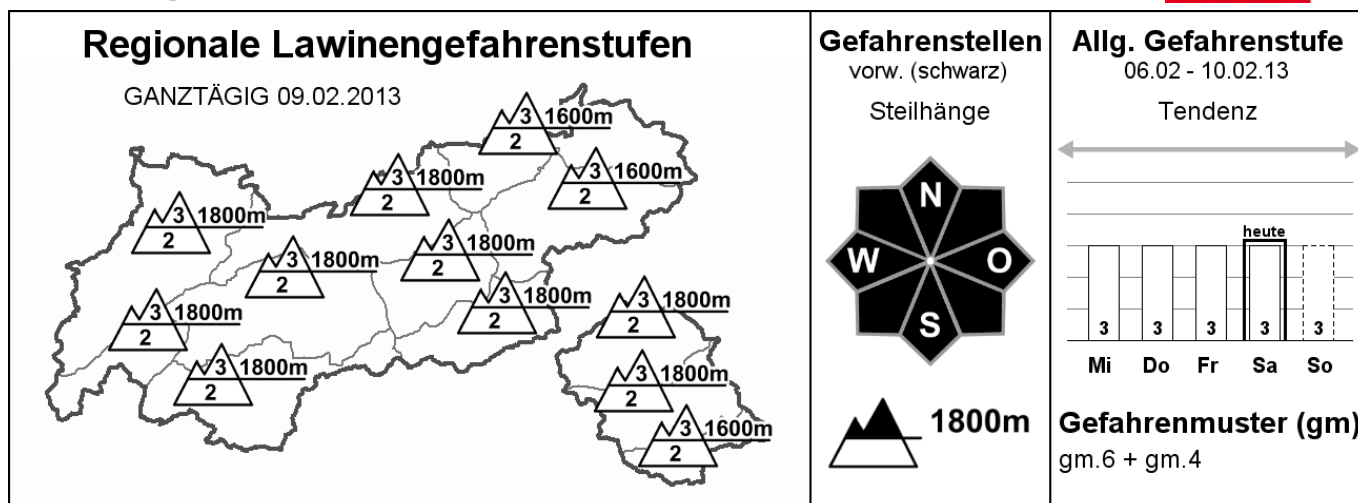 Regionale Lawinengefahrenstufen
GANZTÄGIG 09.02.2013
3 1600m
2
3 1600m
2
3 1800m
2
3 1800m
2
3 1800m
2
3 1800m
2
3 1800m
2
3 1800m
2
3 1800m
2
3 1800m
2
3 1800m
2
3 1600m
2
Gefahrenstellen
vorw. (schwarz)
Steilhänge
N
W O
S
1800m
Allg. Gefahrenstufe
06.02 - 10.02.13
Tendenz
heute
3 3 3 3 3
Mi Do Fr Sa So
Gefahrenmuster (gm)
gm.6 + gm.4